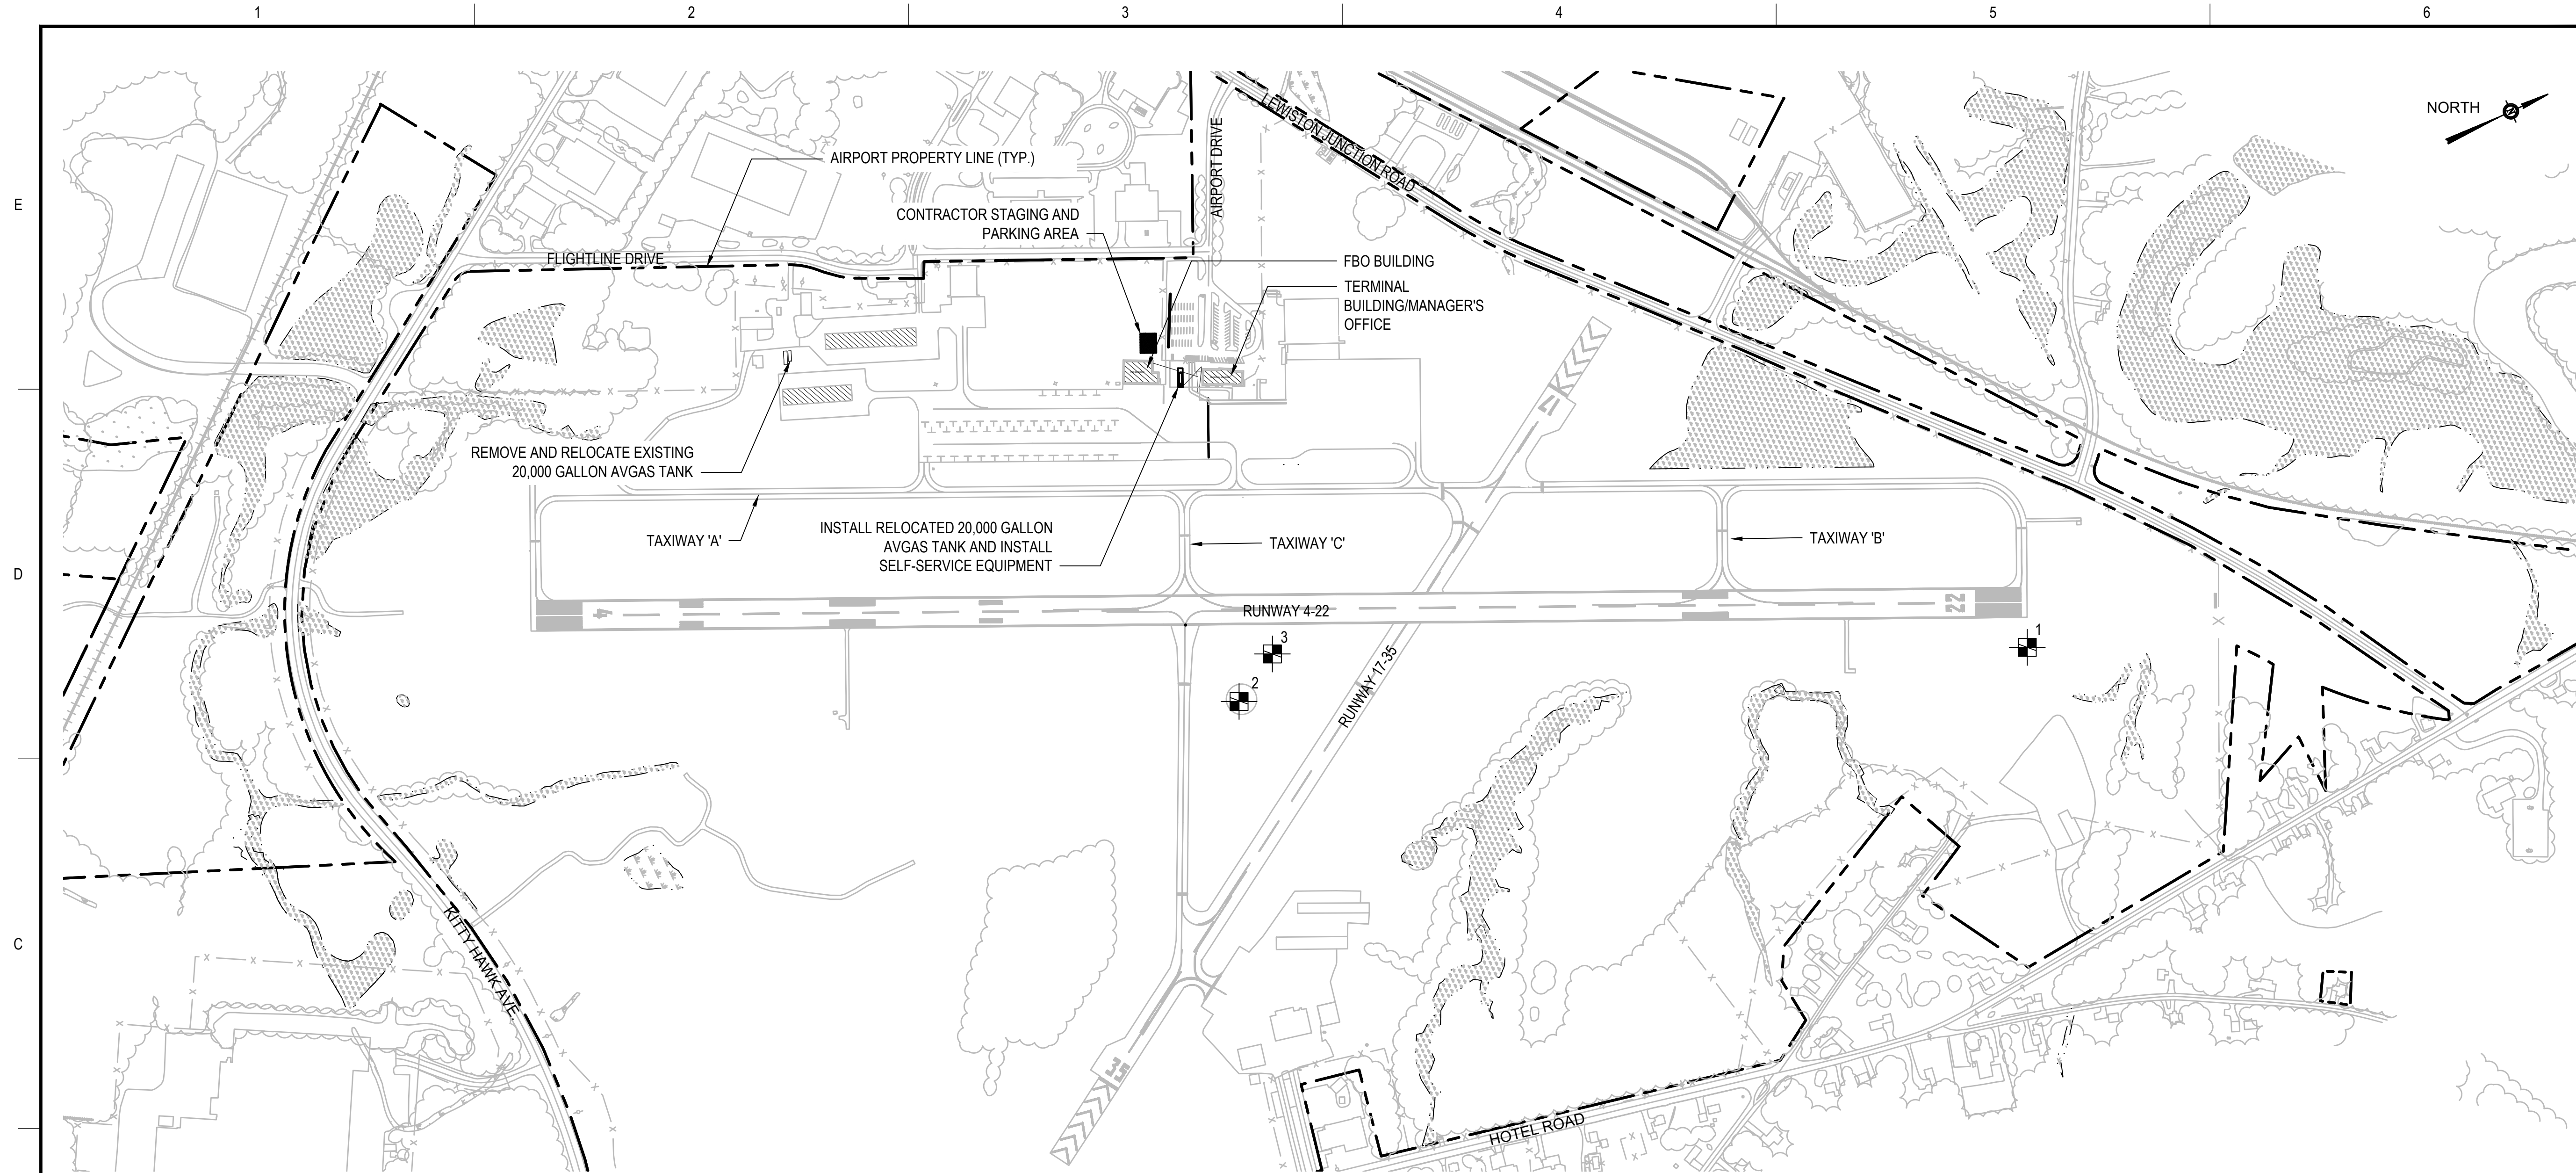 1
2
3
4
5
6
NORTH
N
LEWISTON JUNCTION ROAD
AIRPORT DRIVE
AIRPORT PROPERTY LINE (TYP.)
E
CONTRACTOR STAGING AND
PARKING AREA
FLIGHTLINE DRIVE
FBO BUILDING
TERMINAL
BUILDING/MANAGER'S
OFFICE
17
REMOVE AND RELOCATE EXISTING
20,000 GALLON AVGAS TANK
INSTALL RELOCATED 20,000 GALLON
AVGAS TANK AND INSTALL
SELF-SERVICE EQUIPMENT
TAXIWAY 'A'
TAXIWAY 'C'
TAXIWAY 'B'
D
4
RUNWAY 4-22
22
3
1
2
RUNWAY 17-35
C
KITTY HAWK AVE.
35
HOTEL ROAD